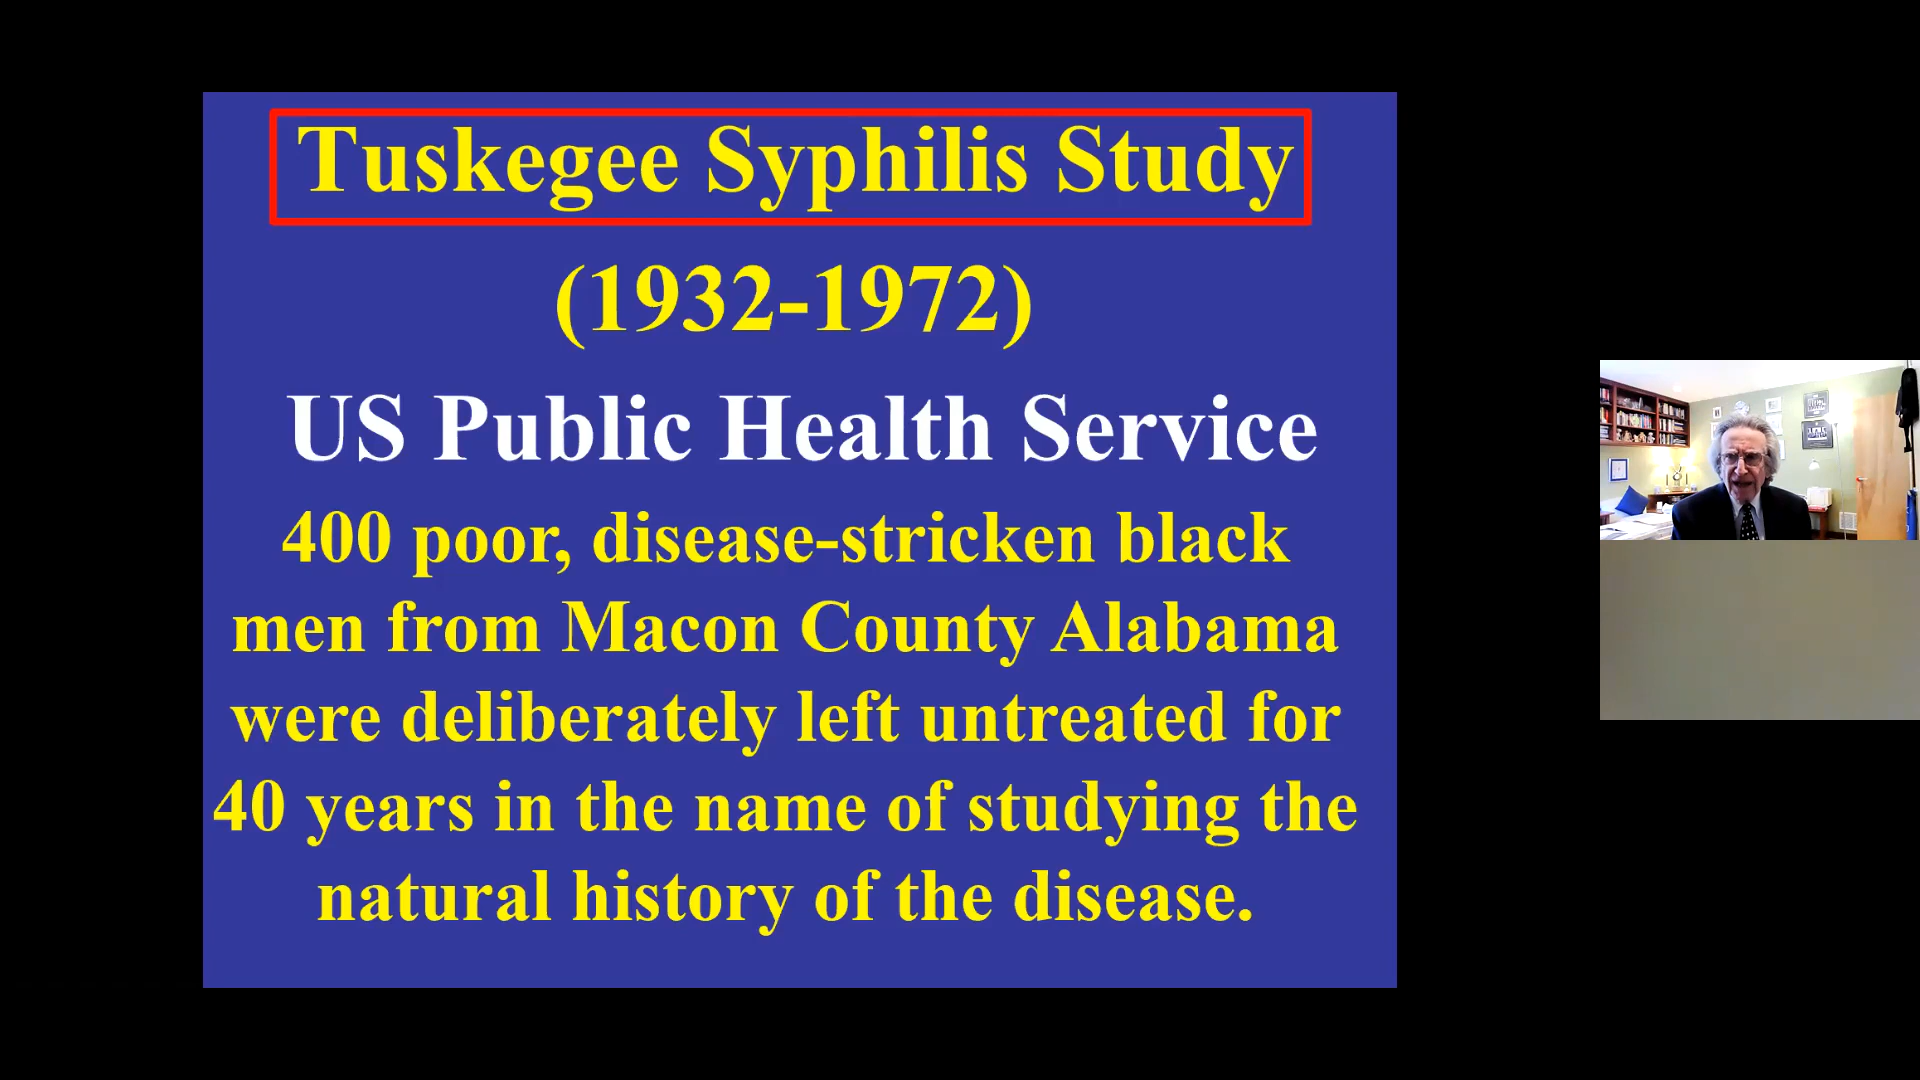 Tuskegee Syphilis Study
(1932-1972)
US Public Health Service
400 poor, disease-stricken black
men from Macon County Alabama
were deliberately left untreated for
40 years in the name of studying the
natural history of the disease.